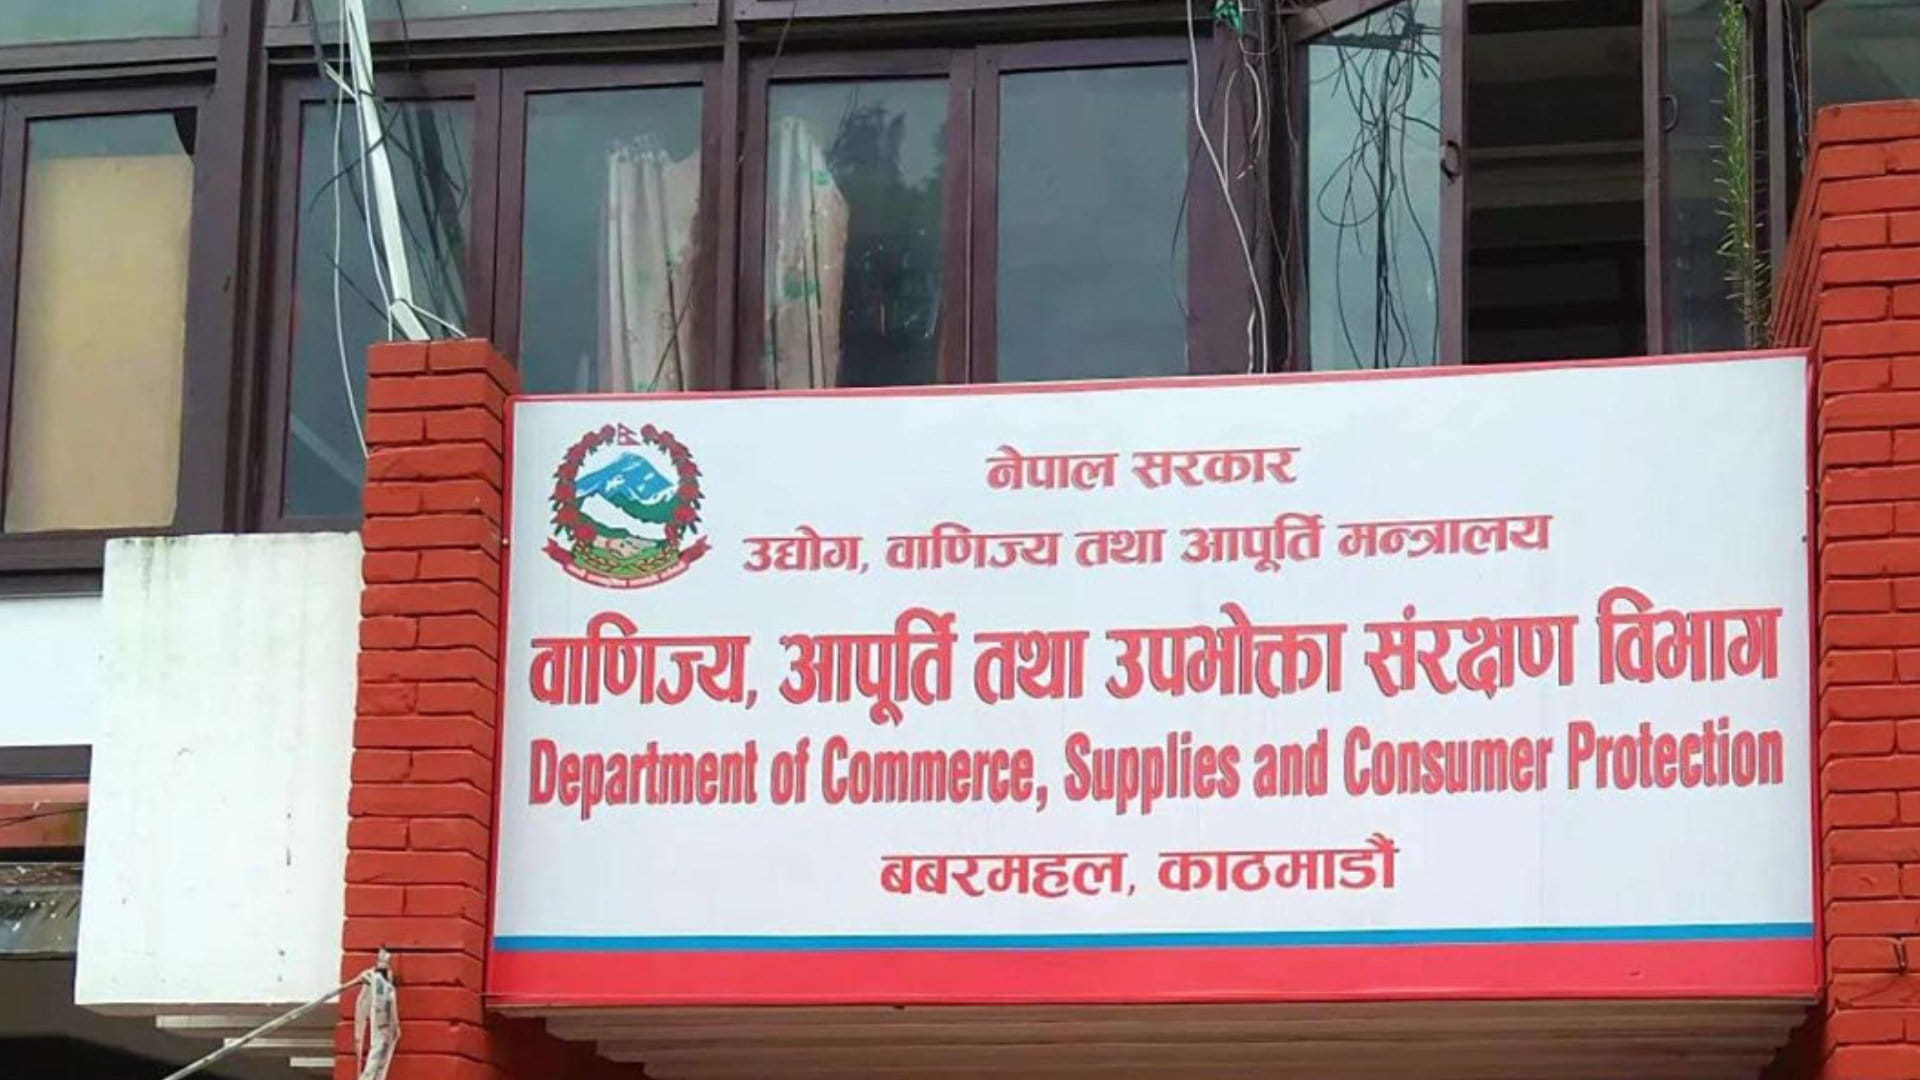 नेपाल सरकार
उद्योग, वाणिज्य तथा आपूर्ति मन्त्रालय
वाणिज्य, आपूर्ति तथा उपभोक्ता संरक्षण विभाग
Department of Commerce, Supplies and Consumer Protection
बबरमहल, काठमाडौं